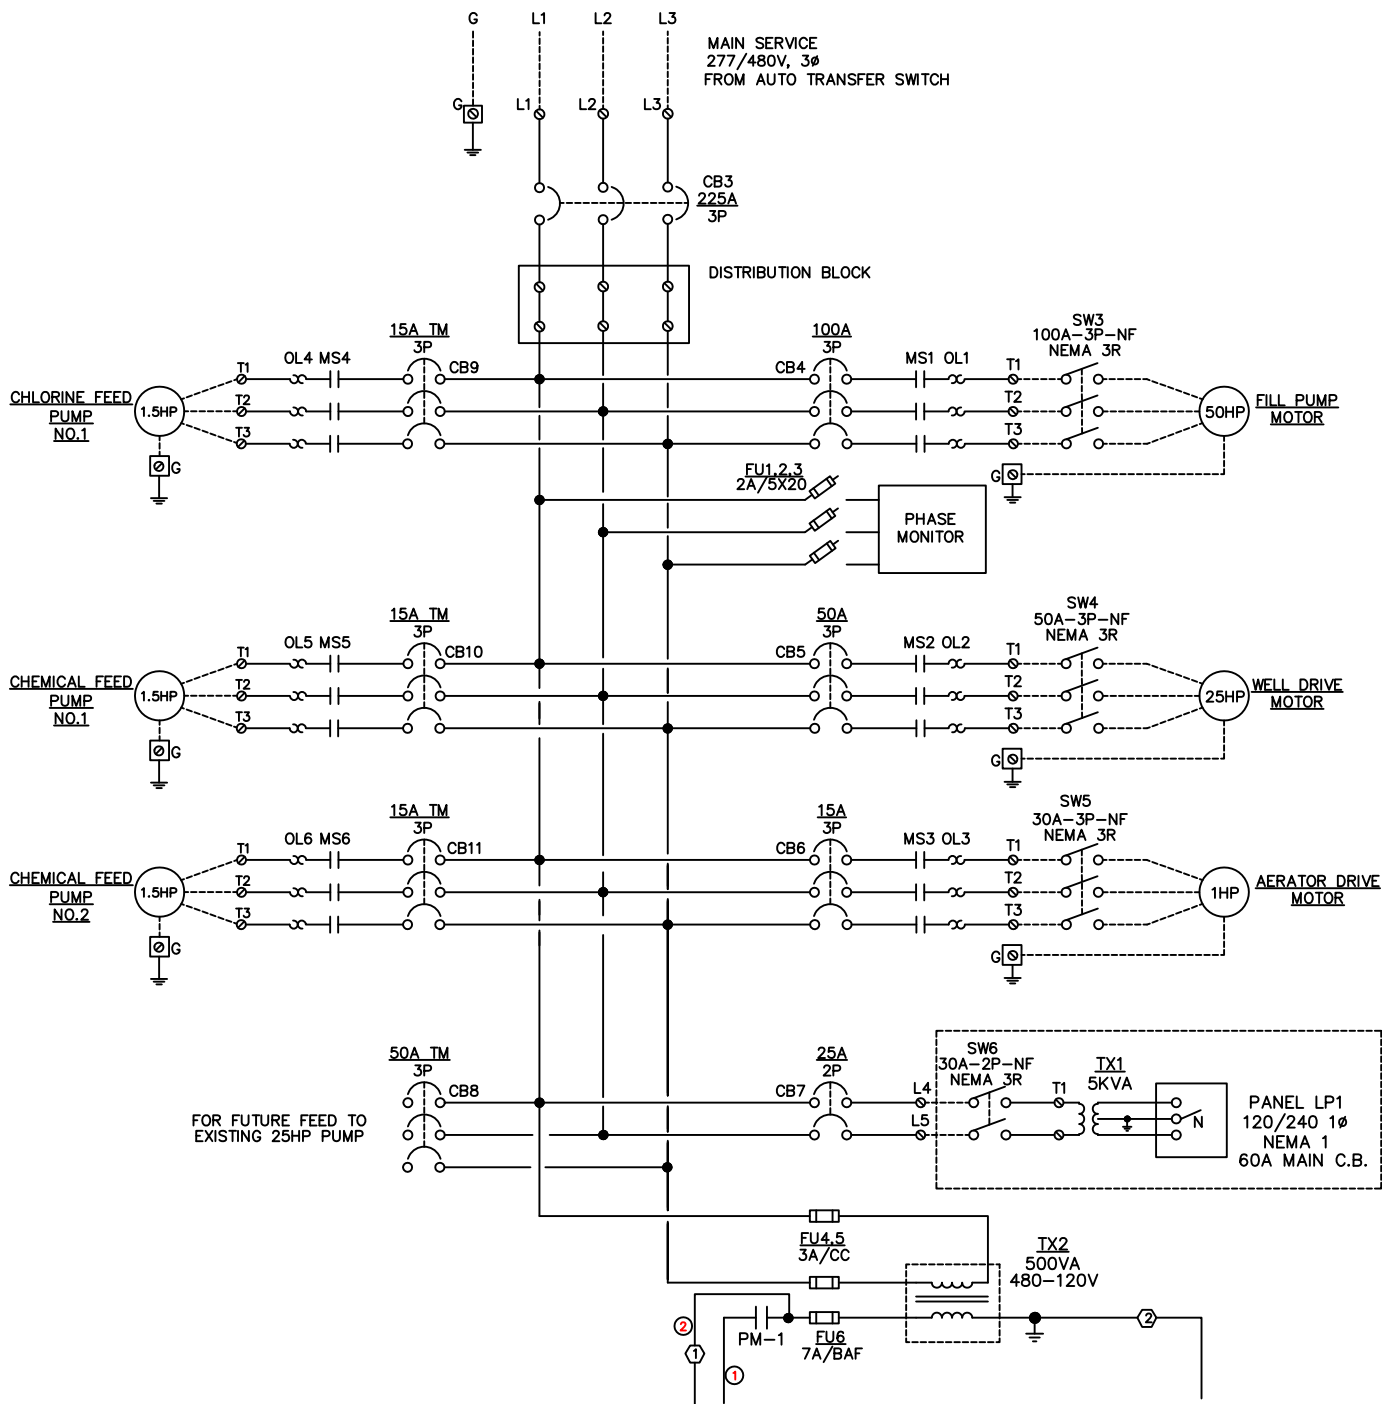 G
L1
L2
L3
MAIN SERVICE
277/480V, 3ø
FROM AUTO TRANSFER SWITCH
G
L1
L2
L3
CB3
225A
3P
DISTRIBUTION BLOCK
15A TM
3P
CB9
OL4 MS4
T1
T2
T3
CHLORINE FEED
PUMP
NO.1
1.5HP
G
100A
3P
CB4
MS1 OL1
T1
T2
T3
SW3
100A-3P-NF
NEMA 3R
50HP
FILL PUMP
MOTOR
G
FU1,2,3
2A/5X20
PHASE
MONITOR
15A TM
3P
CB10
OL5 MS5
T1
T2
T3
CHEMICAL FEED
PUMP
NO.1
1.5HP
G
50A
3P
CB5
MS2 OL2
T1
T2
T3
SW4
50A-3P-NF
NEMA 3R
25HP
WELL DRIVE
MOTOR
G
15A TM
3P
CB11
OL6 MS6
T1
T2
T3
CHEMICAL FEED
PUMP
NO.2
1.5HP
G
15A
3P
CB6
MS3 OL3
T1
T2
T3
SW5
30A-3P-NF
NEMA 3R
1HP
AERATOR DRIVE
MOTOR
G
50A TM
3P
CB8
FOR FUTURE FEED TO
EXISTING 25HP PUMP
25A
2P
CB7
L4
L5
SW6
30A-2P-NF
NEMA 3R
T1
TX1
5KVA
N
PANEL LP1
120/240 1ø
NEMA 1
60A MAIN C.B.
FU4,5
3A/CC
TX2
500VA
480-120V
2
1
PM-1
FU6
7A/BAF
2
1